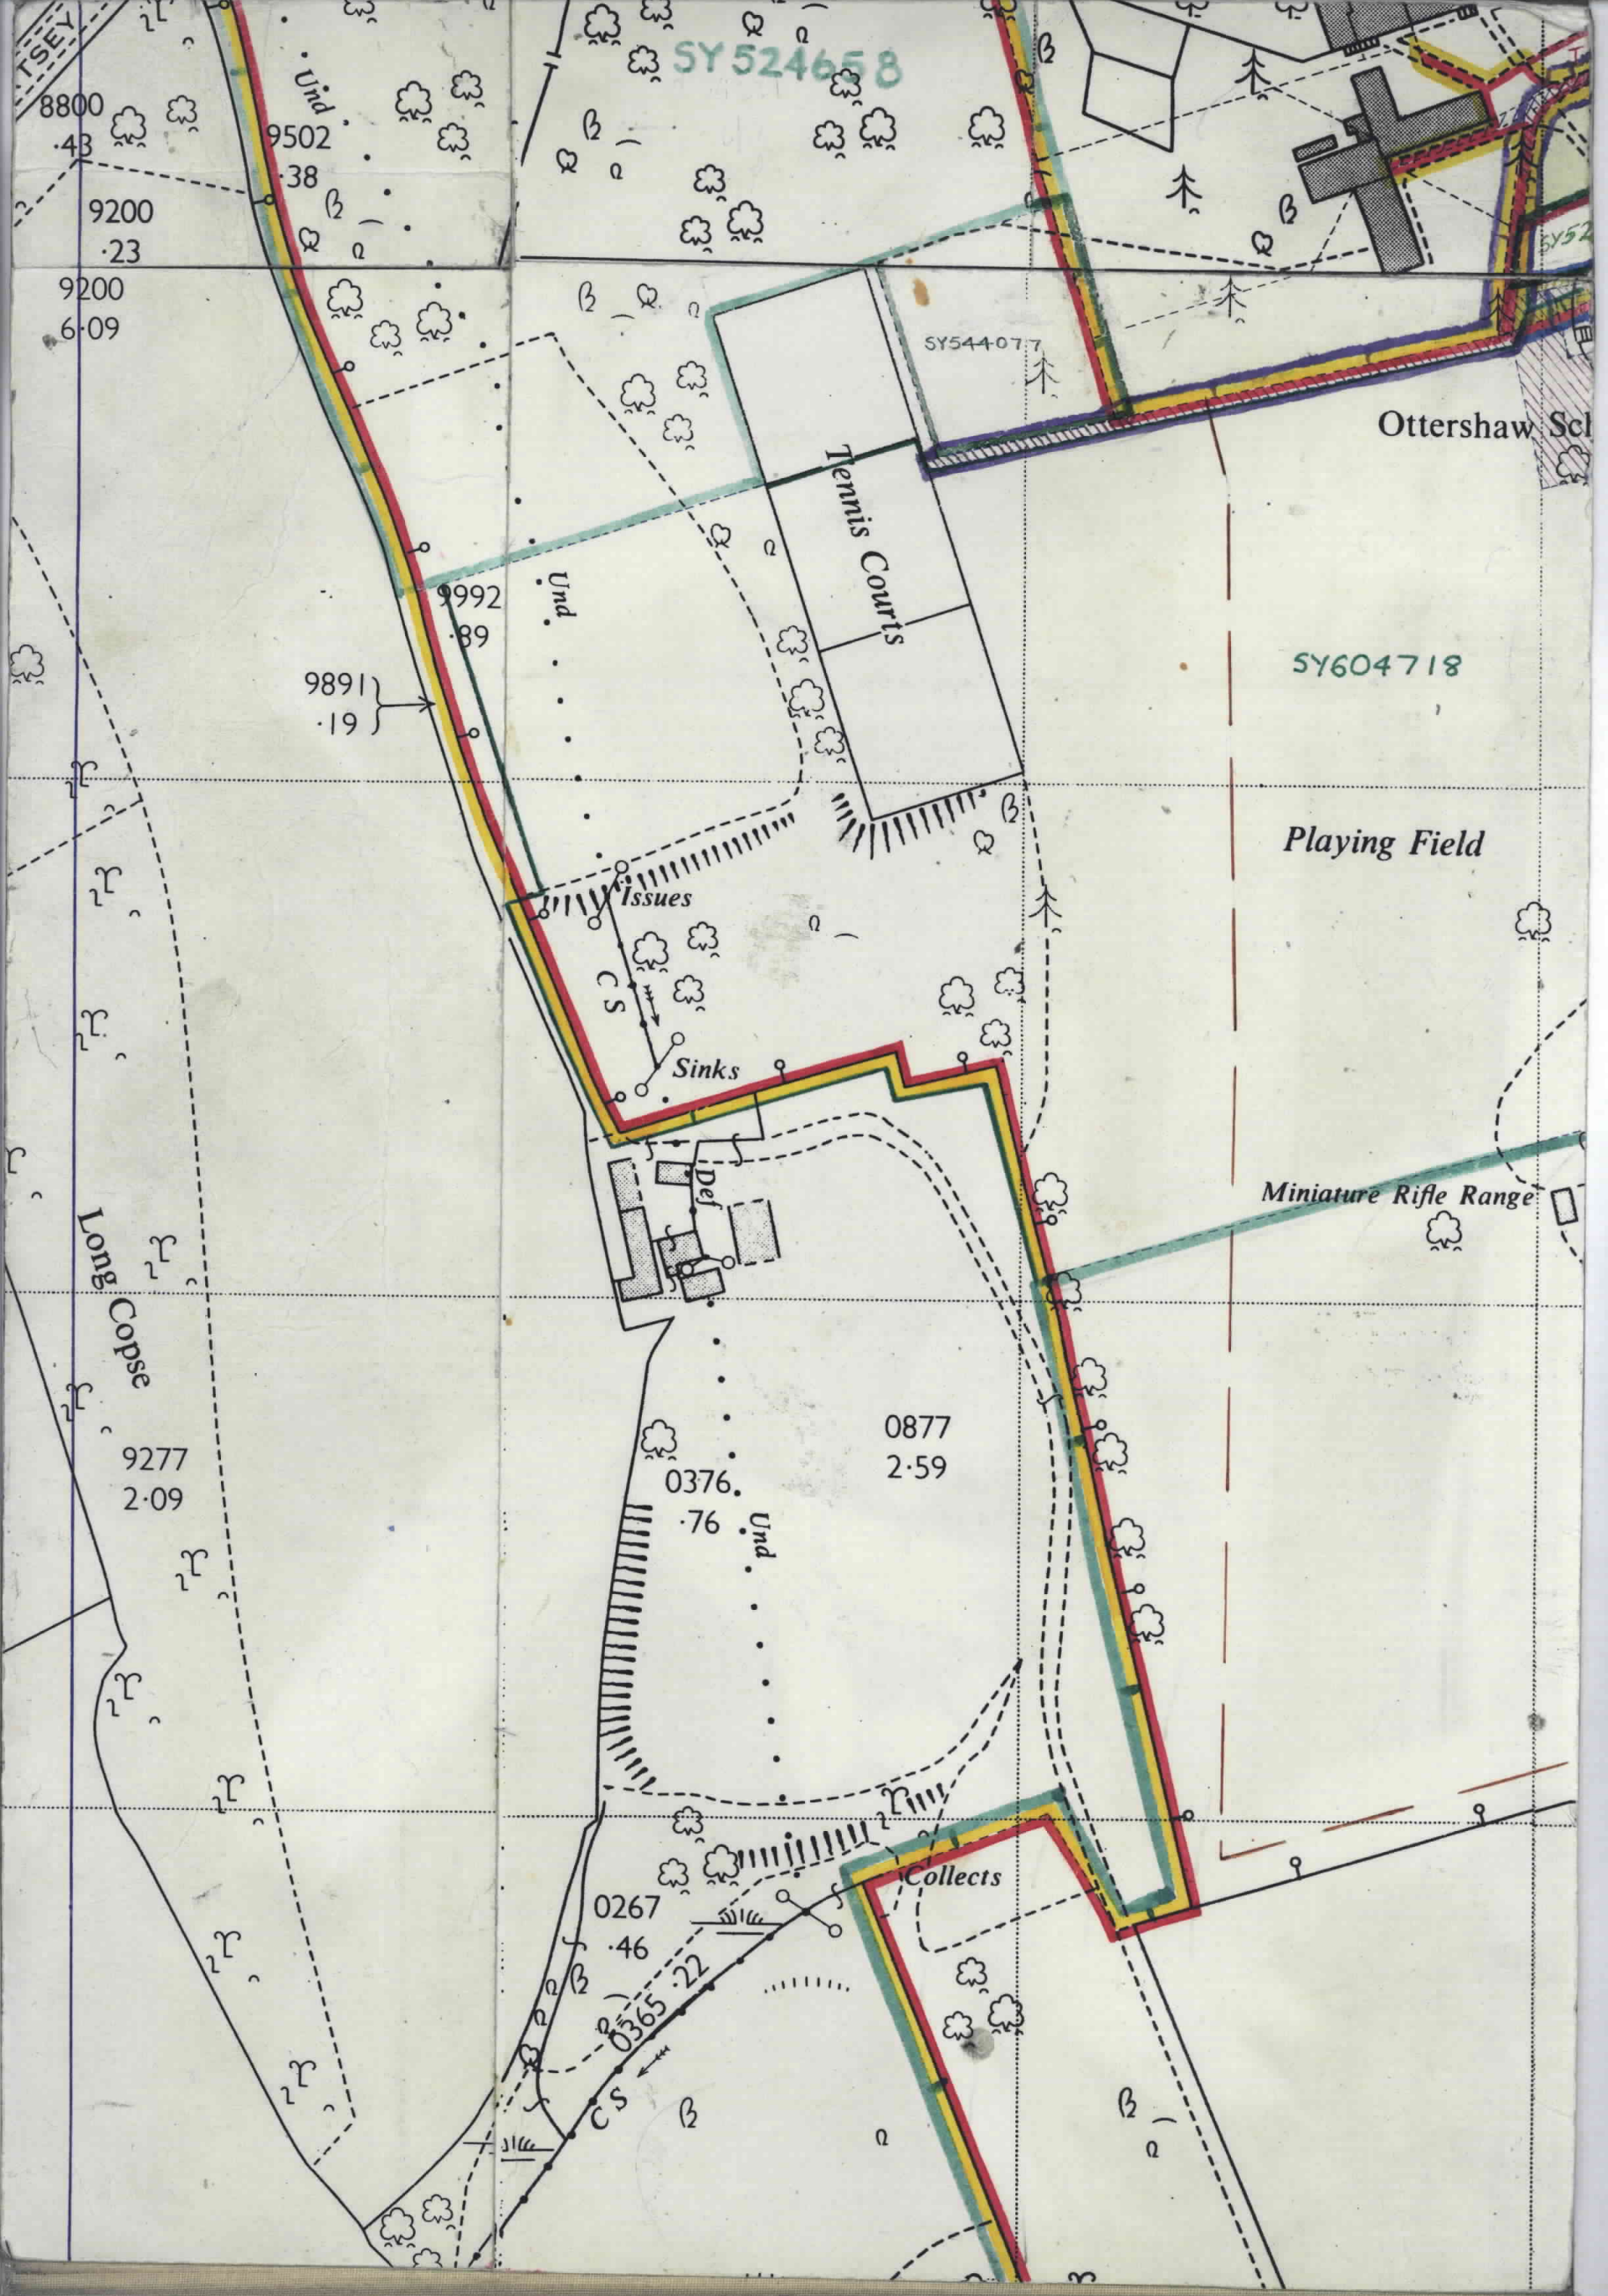 TSEY
SY524658
8800
·43
Und
9502
·38
9200
·23
SY52
9200
6·09
SY544077
Ottershaw Scl
Tennis Courts
9992
·89
Und
9891
·19
SY604718
Playing Field
Issues
C S
Sinks
Def
Miniature Rifle Range
Long Copse
0877
2·59
9277
2·09
0376
·76
Und
Collects
0267
·46
0365 ·22
C S